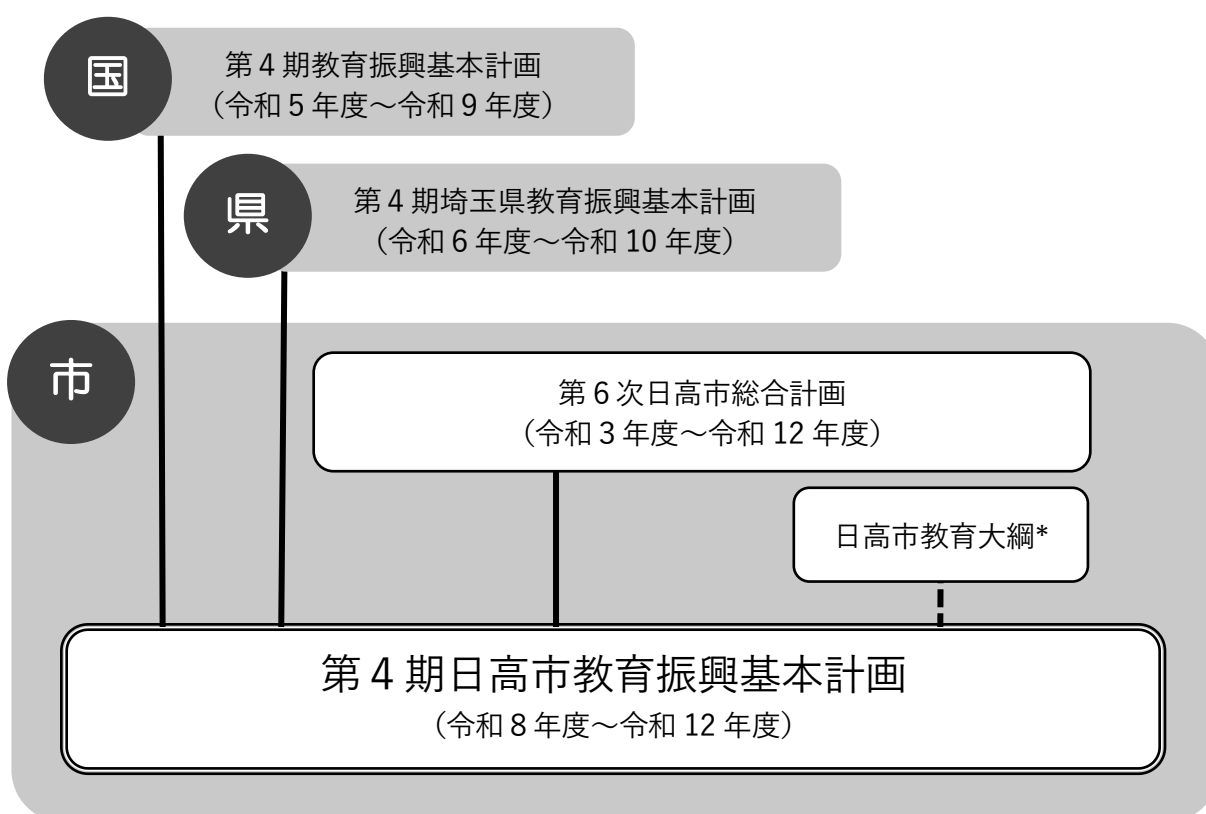 国
第４期教育振興基本計画
（令和５年度～令和９年度）
県
第４期埼玉県教育振興基本計画
（令和６年度～令和 10 年度）
市
第６次日高市総合計画
（令和３年度～令和 12 年度）
日高市教育大綱*
第４期日高市教育振興基本計画
（令和８年度～令和 12 年度）